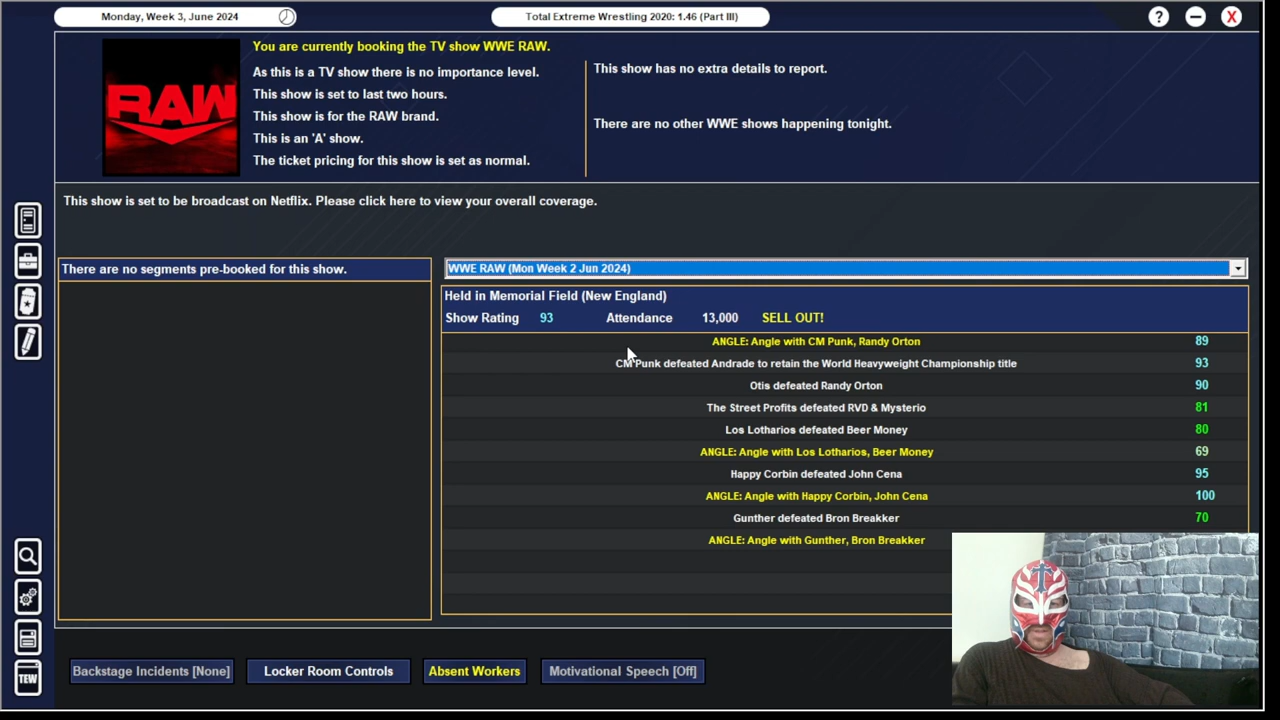 Monday, Week 3, June 2024
Total Extreme Wrestling 2020: 1.46 (Part III)
?
X
RAW
You are currently booking the TV show WWE RAW.
As this is a TV show there is no importance level.
This show is set to last two hours.
This show is for the RAW brand.
This is an 'A' show.
The ticket pricing for this show is set as normal.
This show has no extra details to report.
There are no other WWE shows happening tonight.
This show is set to be broadcast on Netflix. Please click here to view your overall coverage.
There are no segments pre-booked for this show.
WWE RAW (Mon Week 2 Jun 2024)
Held in Memorial Field (New England)
Show Rating 93 Attendance 13,000 SELL OUT!
ANGLE: Angle with CM Punk, Randy Orton 89
CM Punk defeated Andrade to retain the World Heavyweight Championship title 93
Otis defeated Randy Orton 90
The Street Profits defeated RVD & Mysterio 81
Los Lotharios defeated Beer Money 80
ANGLE: Angle with Los Lotharios, Beer Money 69
Happy Corbin defeated John Cena 95
ANGLE: Angle with Happy Corbin, John Cena 100
Gunther defeated Bron Breakker 70
ANGLE: Angle with Gunther, Bron Breakker
Backstage Incidents [None]
Locker Room Controls
Absent Workers
Motivational Speech [Off]
TEW